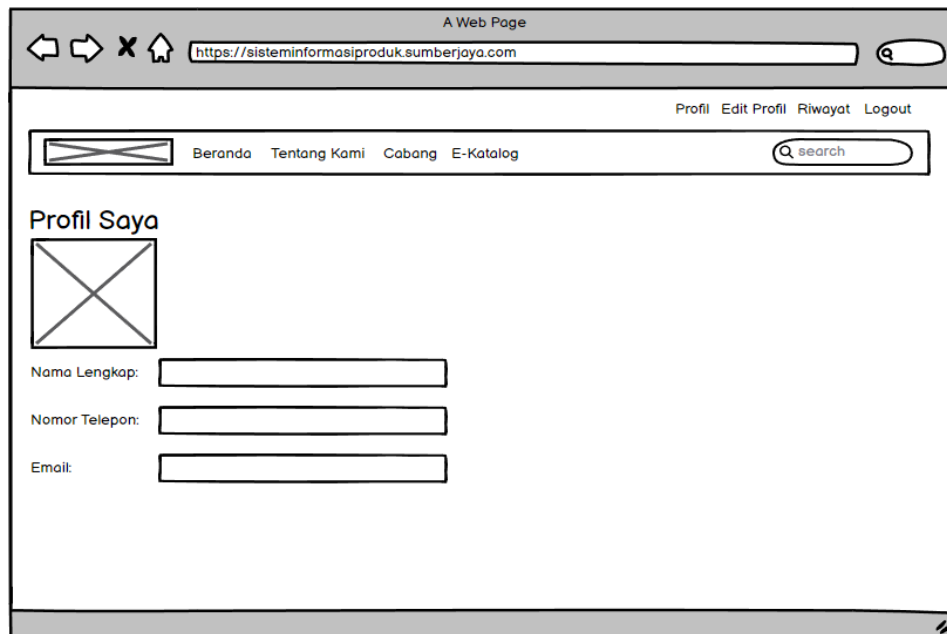 A Web Page
https://sisteminformasiproduk.sumberjaya.com
Profil Edit Profil Riwayat Logout
Beranda Tentang Kami Cabang E-Katalog search
Profil Saya
Nama Lengkap:
Nomor Telepon:
Email: